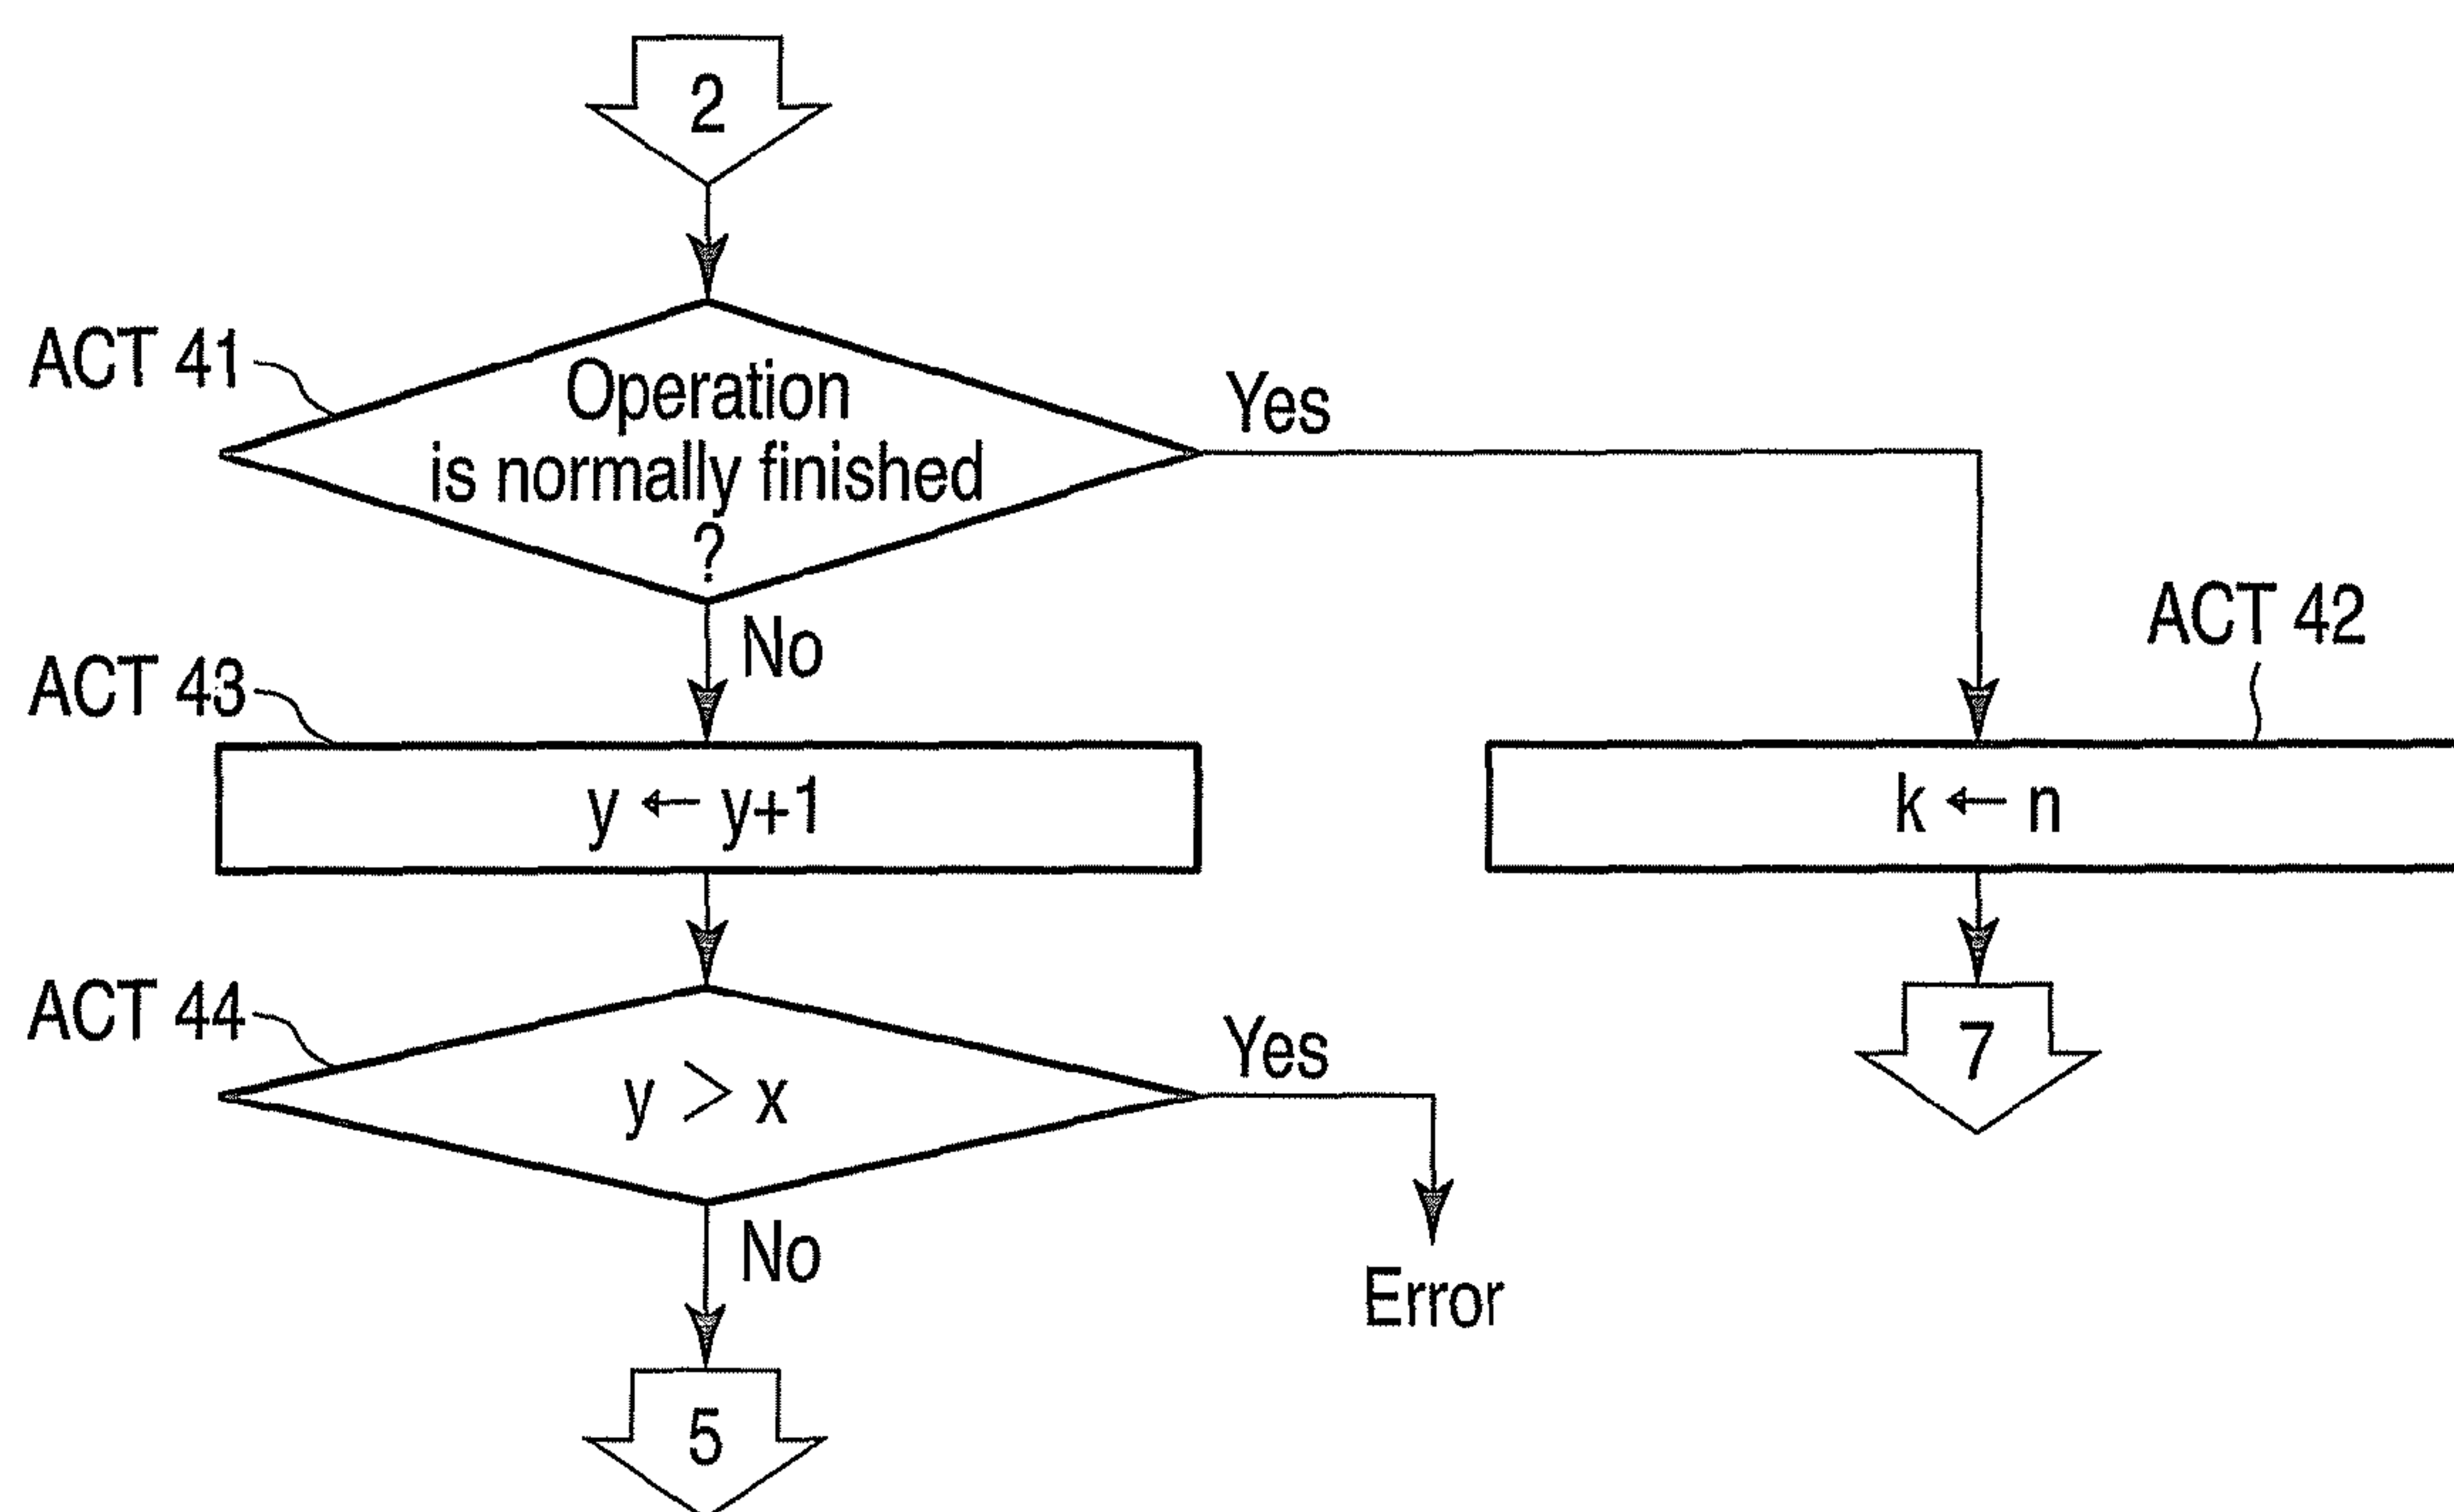 2
ACT 41
Operation
is normally finished
?
Yes
No
ACT 42
ACT 43
y ← y+1
k ← n
ACT 44
y > x
Yes
7
No
Error
5